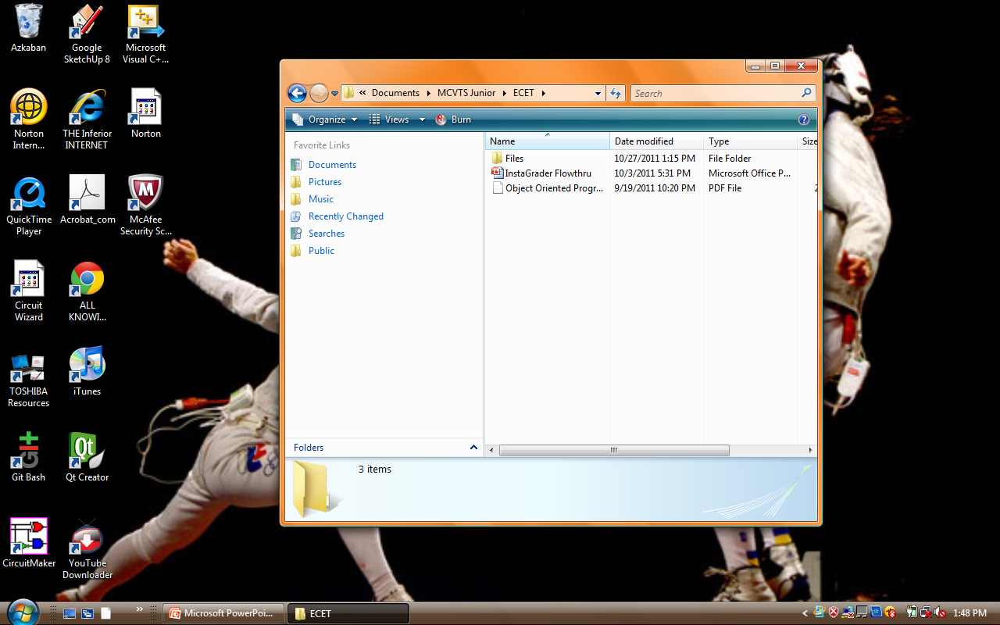 Azkaban
Google
SketchUp 8
Microsoft
Visual C+...
Norton
Intern...
THE Inferior
INTERNET
Norton
QuickTime
Player
Acrobat_com
McAfee
Security Sc...
Circuit
Wizard
ALL
KNOWI...
TOSHIBA
Resources
iTunes
Git Bash
Qt Creator
CircuitMaker
YouTube
Downloader
« Documents MCVTS Junior ECET
Search
Organize Views Burn
Favorite Links
Documents
Pictures
Music
Recently Changed
Searches
Public
Folders
Name Date modified Type Size
Files 10/27/2011 1:15 PM File Folder
InstaGrader Flowthru 10/3/2011 5:31 PM Microsoft Office P...
Object Oriented Progr... 9/19/2011 10:20 PM PDF File
3 items
Microsoft PowerPoi...
ECET
1:48 PM